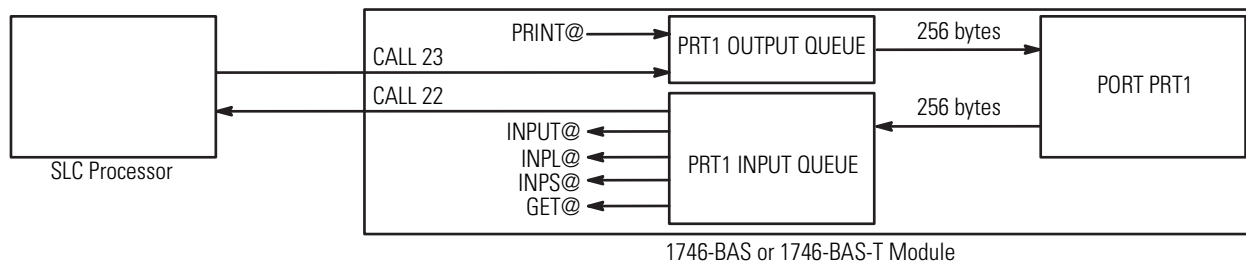 PRINT@
PRT1 OUTPUT QUEUE
256 bytes
CALL 23
PORT PRT1
CALL 22
256 bytes
INPUT@
INPL@
PRT1 INPUT QUEUE
INPS@
GET@
SLC Processor
1746-BAS or 1746-BAS-T Module